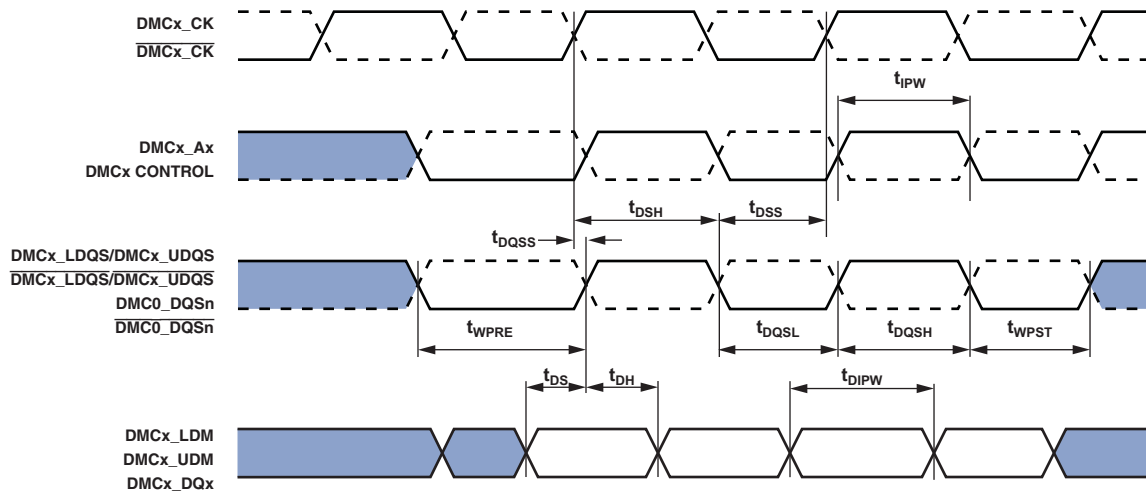 DMCx_CK
DMCx_CK
tIPW
DMCx_Ax
DMCx CONTROL
tDSH
tDSS
tDQSS
DMCx_LDQS/DMCx_UDQS
DMCx_LDQS/DMCx_UDQS
DMC0_DQSn
DMC0_DQSn
tWPRE
tDQSL
tDQSH
tWPST
tDS
tDH
tDIPW
DMCx_LDM
DMCx_UDM
DMCx_DQx